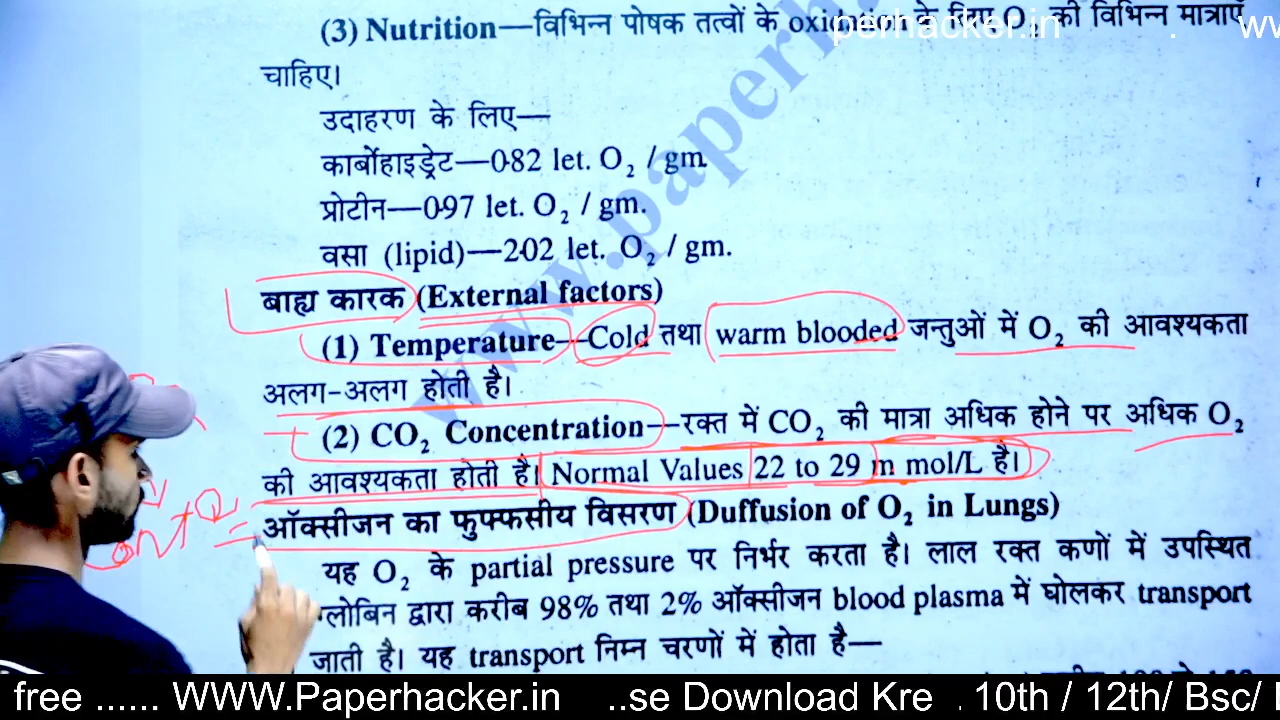 (3) Nutrition—विभिन्न पोषक तत्वों के oxidation के लिए O₂ की विभिन्न मात्राएँ
perhacker.in
चाहिए।
उदाहरण के लिए—
कार्बोहाइड्रेट—0·82 let. O₂ / gm.
प्रोटीन—0·97 let. O₂ / gm.
वसा (lipid)—2·02 let. O₂ / gm.
बाह्य कारक (External factors)
(1) Temperature—Cold तथा warm blooded जन्तुओं में O₂ की आवश्यकता
अलग-अलग होती है।
(2) CO₂ Concentration—रक्त में CO₂ की मात्रा अधिक होने पर अधिक O₂
की आवश्यकता होती है। Normal Values 22 to 29 m mol/L है।
ऑक्सीजन का फुफ्फसीय विसरण (Duffusion of O₂ in Lungs)
यह O₂ के partial pressure पर निर्भर करता है। लाल रक्त कणों में उपस्थित
ग्लोबिन द्वारा करीब 98% तथा 2% ऑक्सीजन blood plasma में घोलकर transport
जाती है। यह transport निम्न चरणों में होता है—
www.paperha
free ...... WWW.Paperhacker.in ..se Download Kre . 10th / 12th/ Bsc/